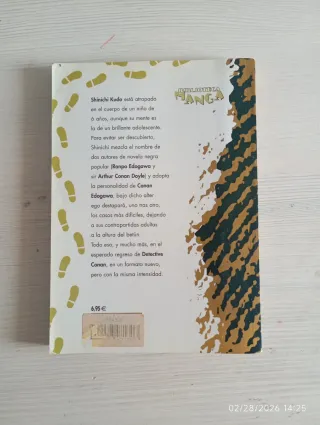 BIBLIOTECA
MANGA
Shinichi Kudo está atrapado
en el cuerpo de un niño de
6 años, aunque su mente es
la de un brillante adolescente.
Para evitar ser descubierto,
Shinichi mezcla el nombre de
dos autores de novela negra
popular (Rampo Edogawa y
sir Arthur Conan Doyle) y adopta
la personalidad de Conan
Edogawa, bajo dicho alter
ego destapará, uno tras uno,
los casos más difíciles, dejando
a sus contrapartidas adultas
a la altura del betún.
Todo eso, y mucho más, en el
esperado regreso de Detective
Conan, en un formato nuevo,
pero con la misma intensidad.
6,95 €
02/28/2026 14:25